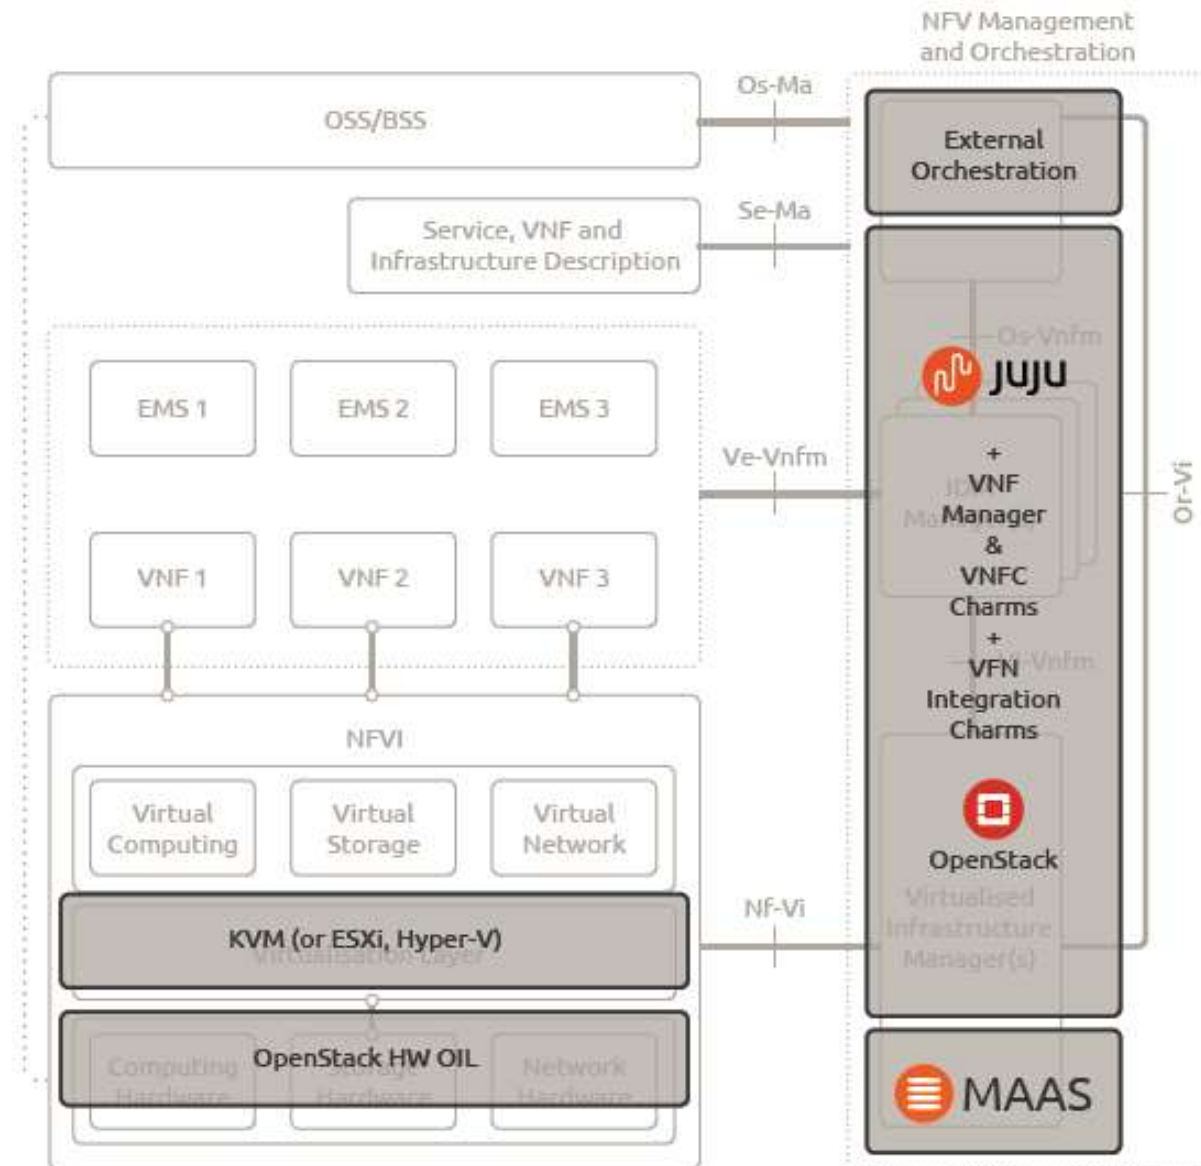 NFV Management
and Orchestration
Os-Ma
OSS/BSS
External
Orchestration
Se-Ma
Service, VNF and
Infrastructure Description
Os-Vnfm
juju
EMS 1
EMS 2
EMS 3
Ve-Vnfm
Or-Vi
+
VNF
Manager
&
VNFC
Charms
+
VFN
Integration
Charms
VNF 1
VNF 2
VNF 3
NFVI
Virtual
Computing
Virtual
Storage
Virtual
Network
OpenStack
Virtualised
Infrastructure
Manager(s)
Nf-Vi
KVM (or ESXi, Hyper-V)
Virtualisation Layer
OpenStack HW OIL
Computing
Hardware
Storage
Hardware
Network
Hardware
MAAS